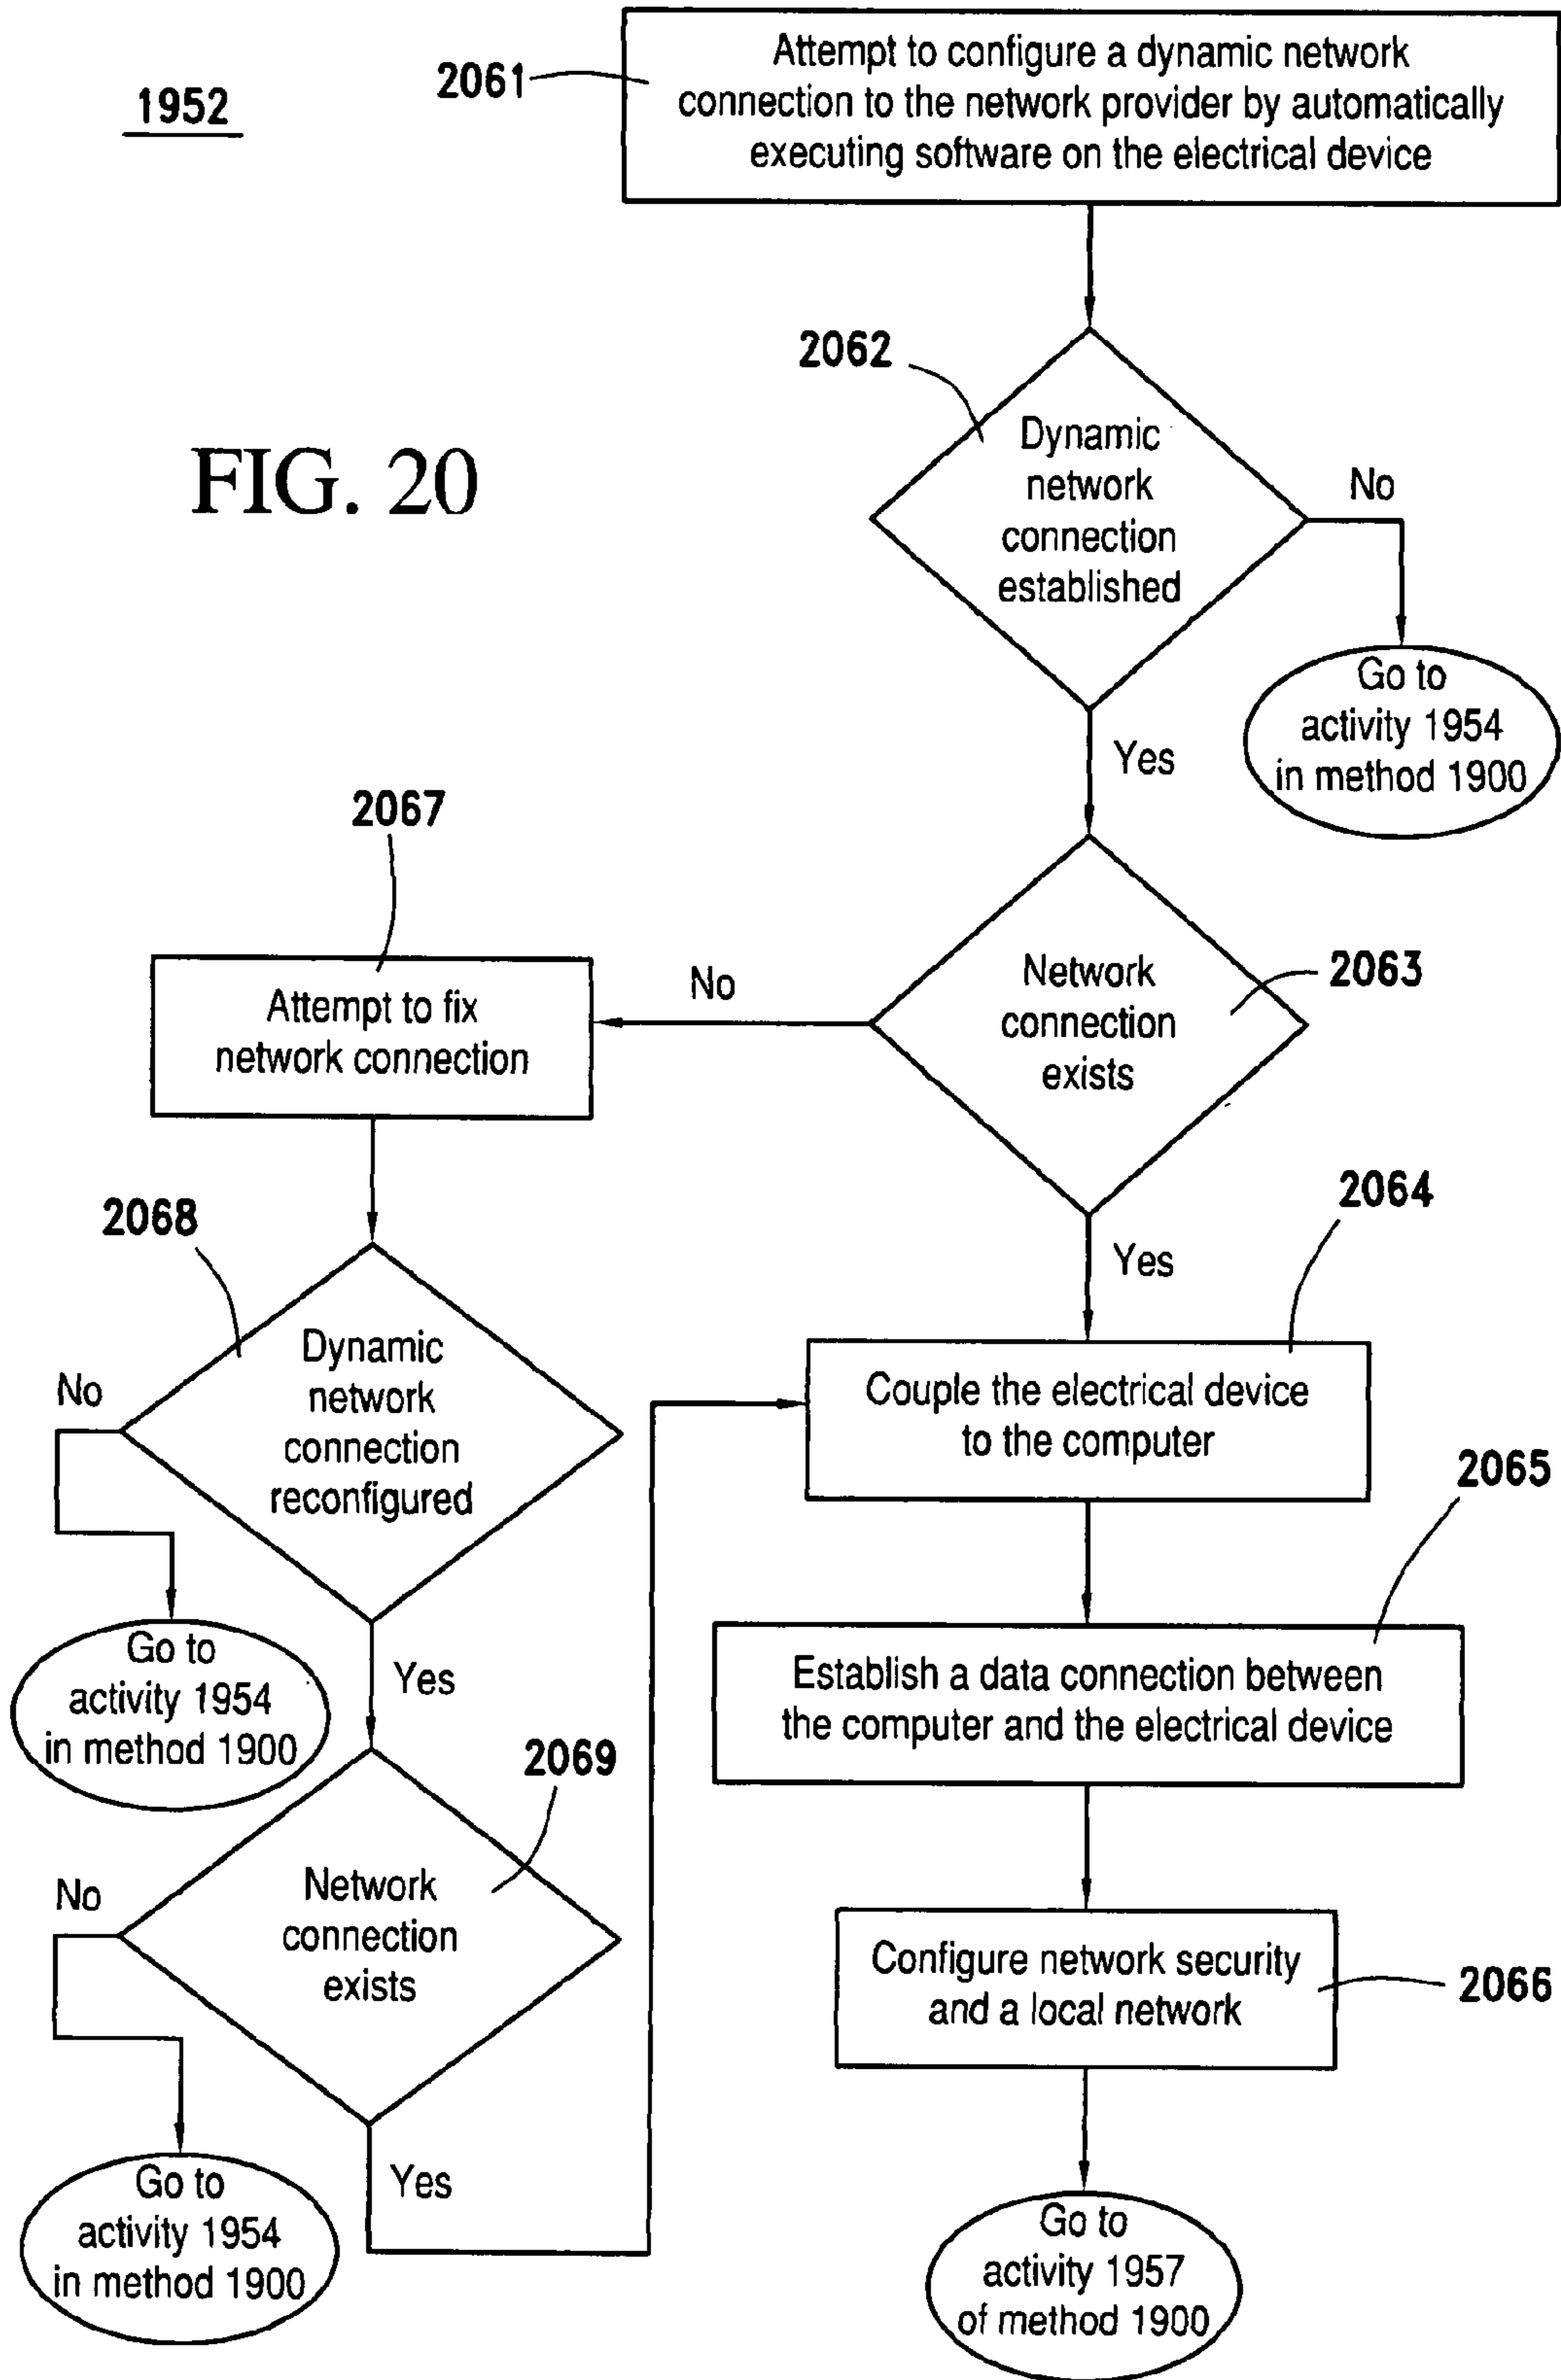 1952
2061
Attempt to configure a dynamic network
connection to the network provider by automatically
executing software on the electrical device
FIG. 20
2062
Dynamic
network
connection
established
No
Go to
activity 1954
in method 1900
Yes
2063
Network
connection
exists
No
2067
Attempt to fix
network connection
Yes
2064
Couple the electrical device
to the computer
2068
Dynamic
network
connection
reconfigured
No
Go to
activity 1954
in method 1900
Yes
2065
Establish a data connection between
the computer and the electrical device
2069
Network
connection
exists
No
Go to
activity 1954
in method 1900
Yes
Configure network security
and a local network
2066
Go to
activity 1957
of method 1900